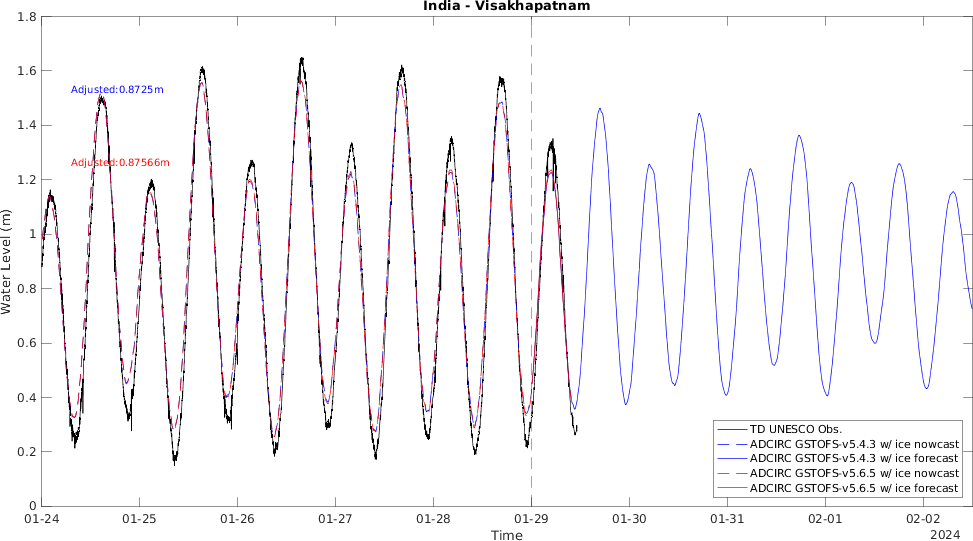 India - Visakhapatnam
1.8
1.6
1.4
1.2
1
0.8
0.6
0.4
0.2
0
Water Level (m)
Adjusted:0.8725m
Adjusted:0.87566m
TD UNESCO Obs.
ADCIRC GSTOFS-v5.4.3 w/ ice nowcast
ADCIRC GSTOFS-v5.4.3 w/ ice forecast
ADCIRC GSTOFS-v5.6.5 w/ ice nowcast
ADCIRC GSTOFS-v5.6.5 w/ ice forecast
01-24 01-25 01-26 01-27 01-28 01-29 01-30 01-31 02-01 02-02
Time
2024